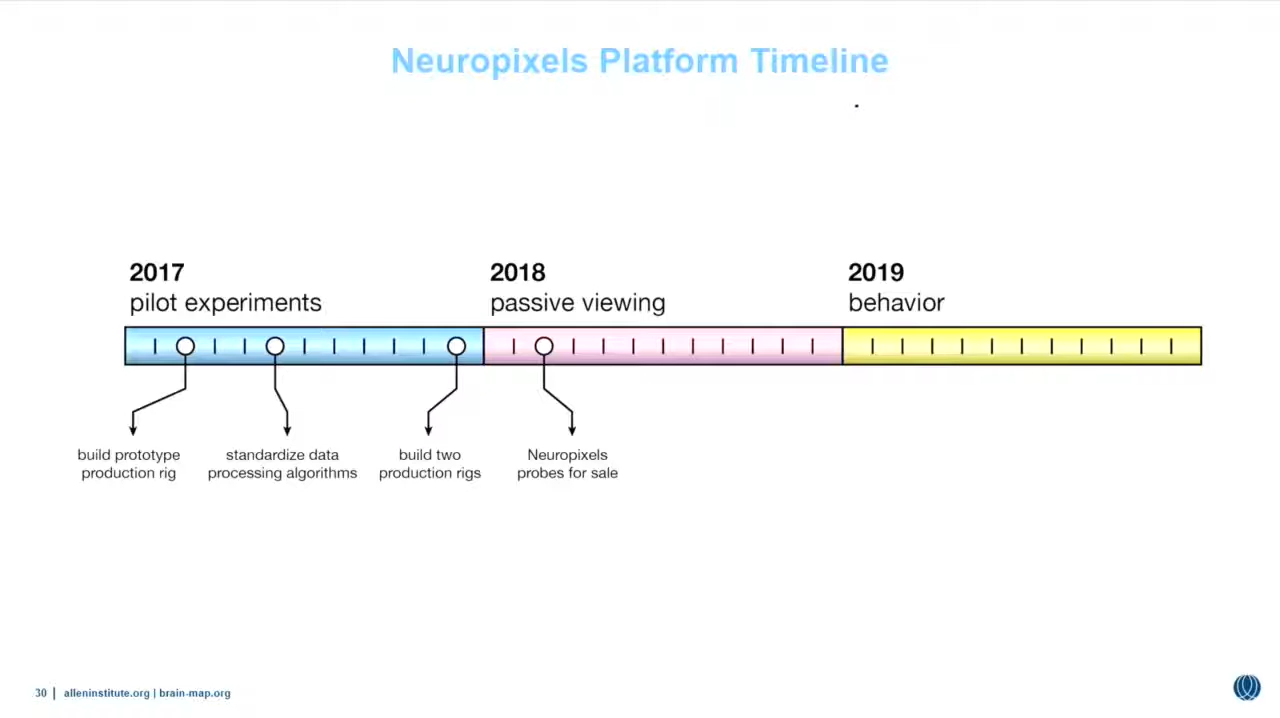 Neuropixels Platform Timeline
2017
pilot experiments
2018
passive viewing
2019
behavior
build prototype
production rig
standardize data
processing algorithms
build two
production rigs
Neuropixels
probes for sale
30 | alleninstitute.org | brain-map.org